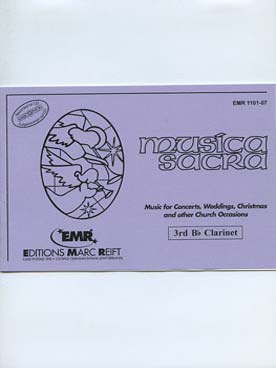 EMR 1101-07
musica
sacra
Music for Concerts, Weddings, Christmas
and other Church Occasions
3rd B♭ Clarinet
EMR
EDITIONS MARC REIFT